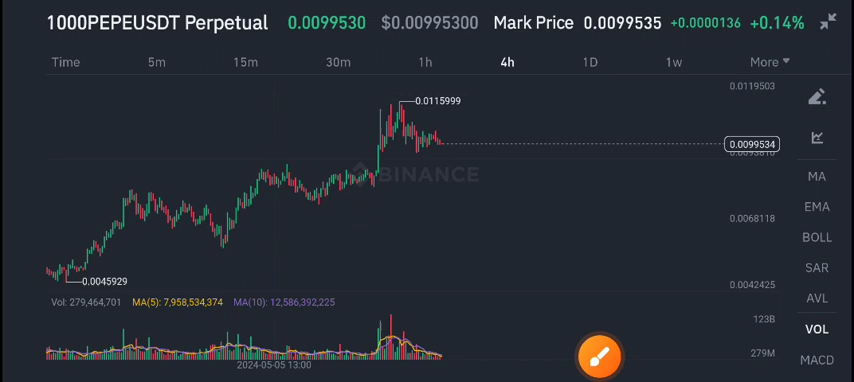 1000PEPEUSDT Perpetual 0.0099530 $0.00995300 Mark Price 0.0099535 +0.0000136 +0.14%
Time 5m 15m 30m 1h 4h 1D 1w More
0.0119503
0.0115999
0.0099534
MA
BINANCE
EMA
0.0068118
BOLL
SAR
0.0045929
0.0042425
Vol: 279,464,701 MA(5): 7,958,534,374 MA(10): 12,586,392,225
AVL
123B
VOL
279M
MACD
2024-05-05 13:00